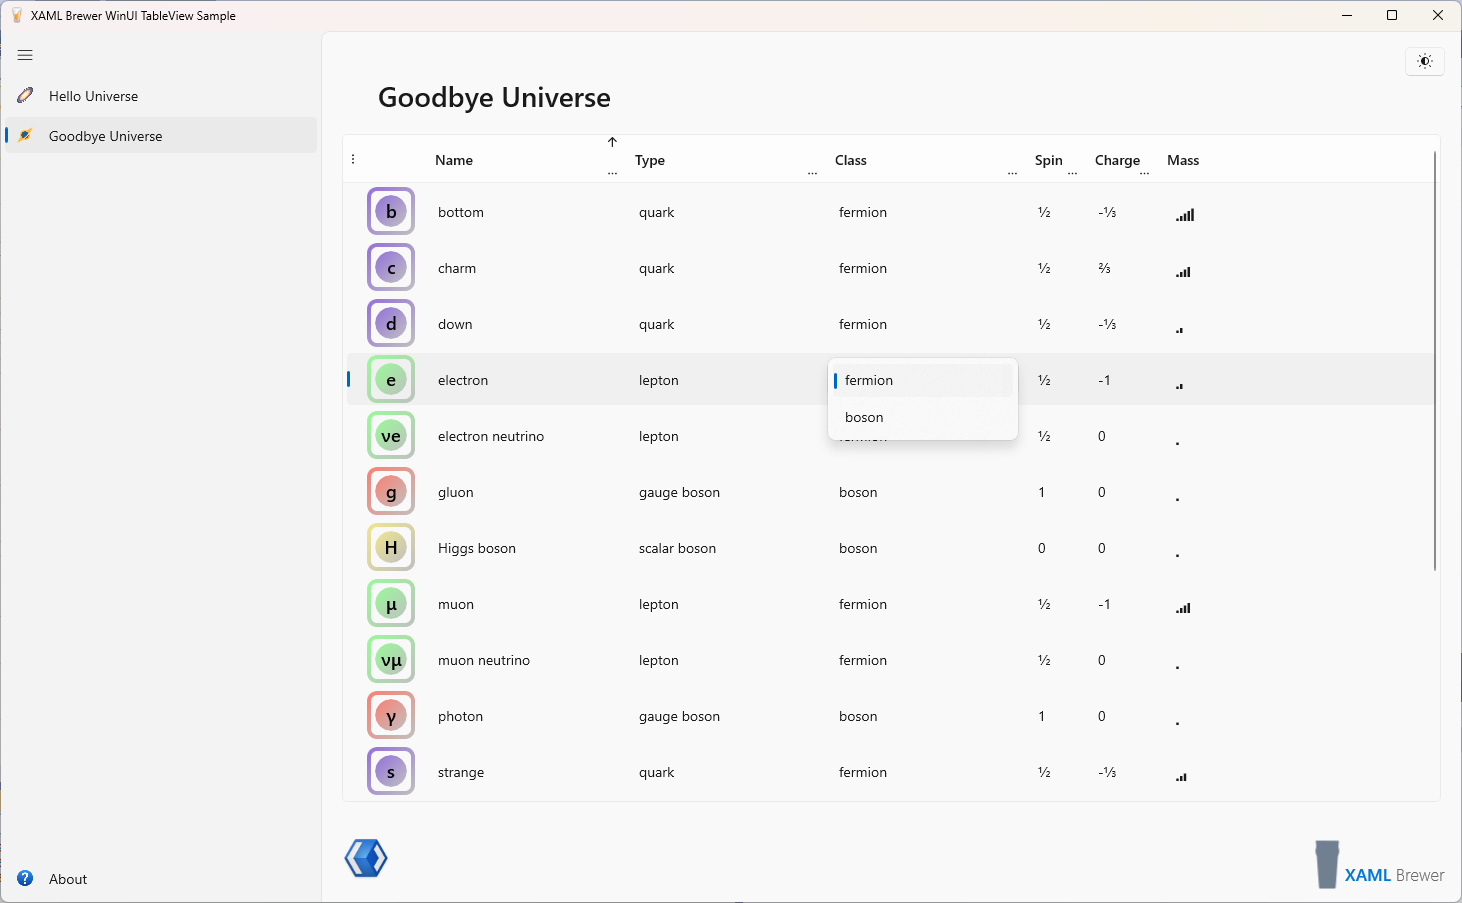 XAML Brewer WinUI TableView Sample
Hello Universe
Goodbye Universe
About
Goodbye Universe
Name ... Type ... Class ... Spin ... Charge ... Mass
b bottom quark fermion ½ -⅓
c charm quark fermion ½ ⅔
d down quark fermion ½ -⅓
e electron lepton fermion ½ -1
boson
νe electron neutrino lepton fermion ½ 0
g gluon gauge boson boson 1 0
H Higgs boson scalar boson boson 0 0
μ muon lepton fermion ½ -1
νμ muon neutrino lepton fermion ½ 0
γ photon gauge boson boson 1 0
s strange quark fermion ½ -⅓
XAML Brewer